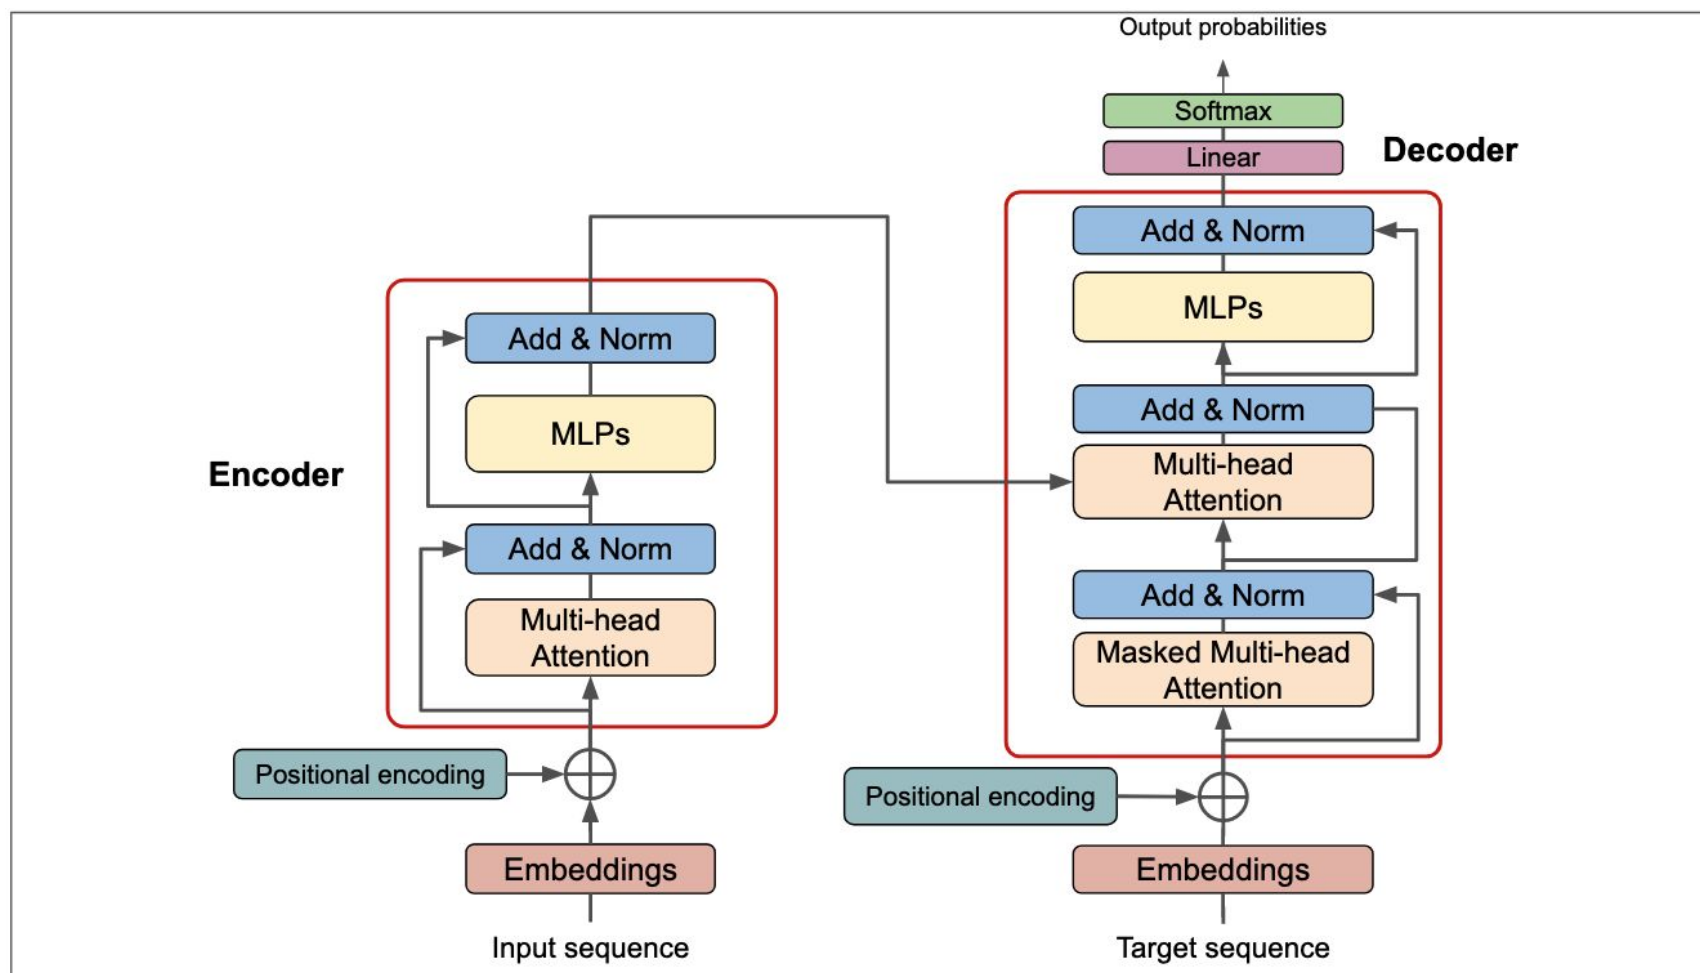 Output probabilities
Softmax
Linear
Decoder
Add & Norm
MLPs
Add & Norm
Multi-head
Attention
Add & Norm
Masked Multi-head
Attention
Positional encoding
Embeddings
Target sequence
Encoder
Add & Norm
MLPs
Add & Norm
Multi-head
Attention
Positional encoding
Embeddings
Input sequence